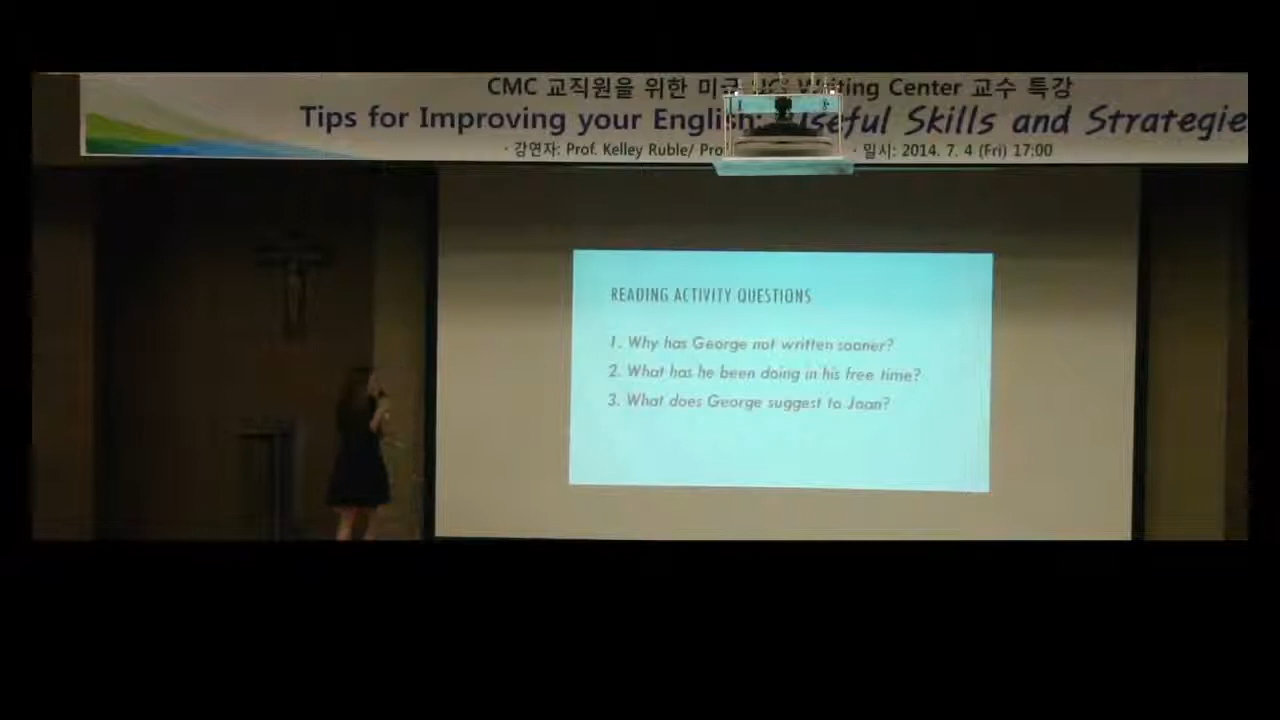 CMC 교직원을 위한 미국 UCI Writing Center 교수 특강
Tips for Improving your English: Useful Skills and Strategie
· 강연자: Prof. Kelley Ruble/ Pro
· 일시: 2014. 7. 4 (Fri) 17:00
READING ACTIVITY QUESTIONS
1. Why has George not written sooner?
2. What has he been doing in his free time?
3. What does George suggest to Joan?